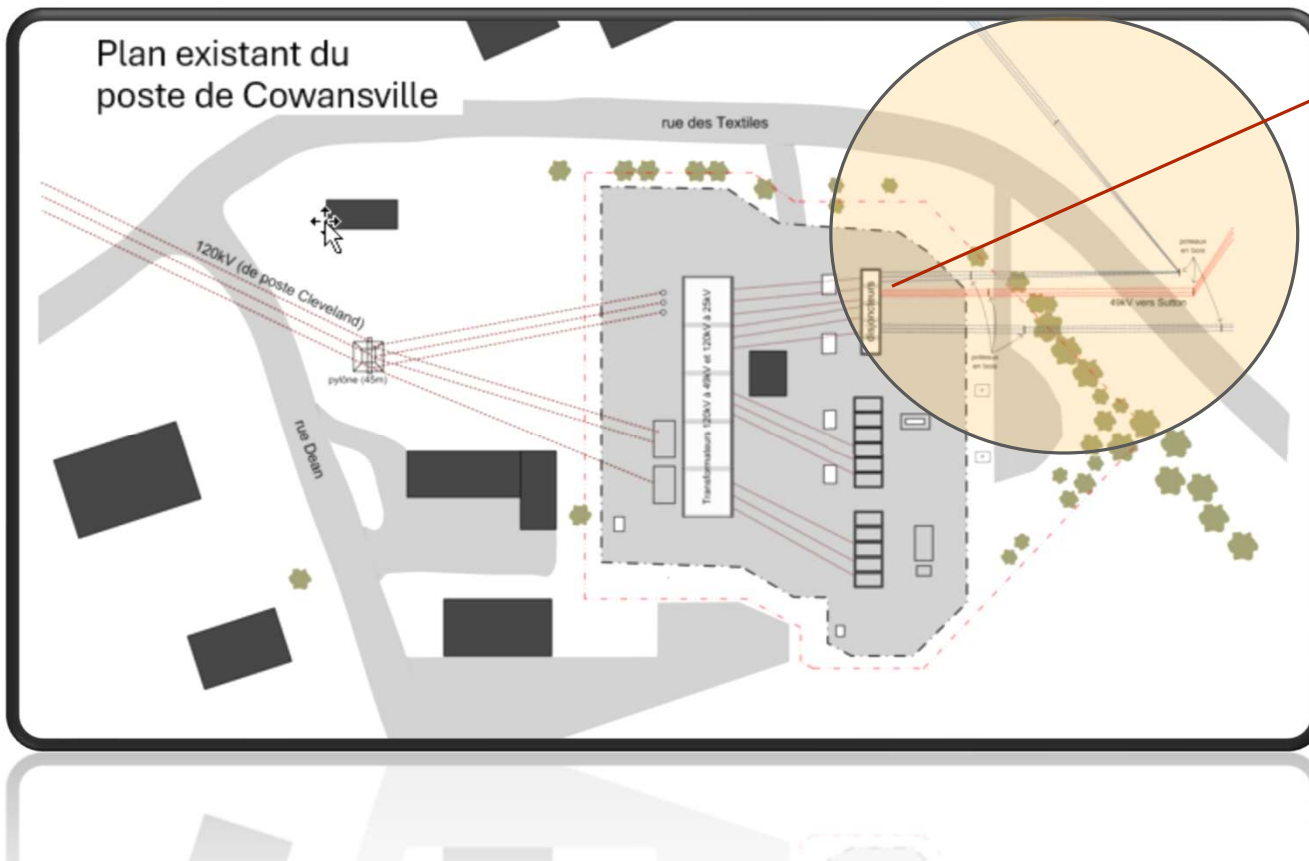 Plan existant du
poste de Cowansville
rue des Textiles
120kV (de poste Cleveland)
poteaux
en bois
49kV vers Sutton
disjoncteurs
Transformateurs 120kV à 49kV et 120kV à 25kV
poteaux
en bois
pylône (45m)
rue Dean